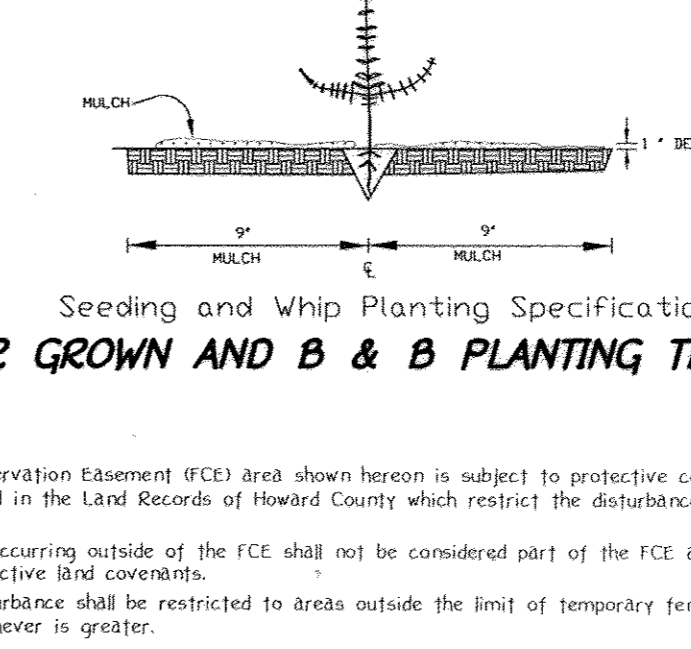 MULCH
1 " DE
9" 9"
MULCH MULCH
℄
Seeding and Whip Planting Specificatio
R GROWN AND B & B PLANTING T
ervation Easement (FCE) area shown hereon is subject to protective c
d in the Land Records of Howard County which restrict the disturbanc
ccurring outside of the FCE shall not be considered part of the FCE
ctive land covenants.
urbance shall be restricted to areas outside the limit of temporary fen
never is greater.